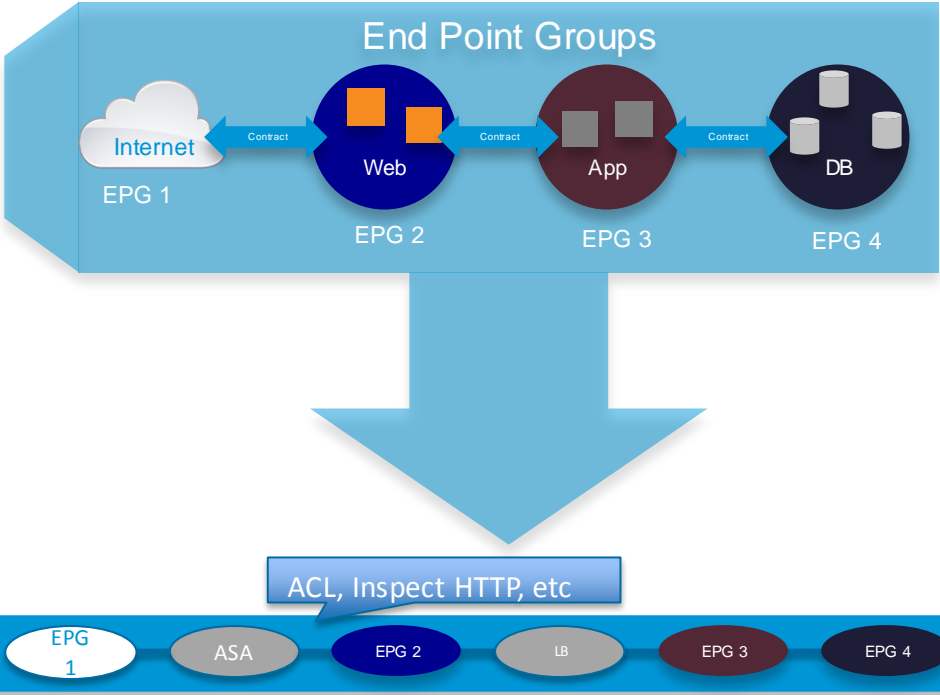 End Point Groups
Internet
Contract
Web
Contract
App
Contract
DB
EPG 1
EPG 2
EPG 3
EPG 4
ACL, Inspect HTTP, etc
EPG
1
ASA
EPG 2
LB
EPG 3
EPG 4